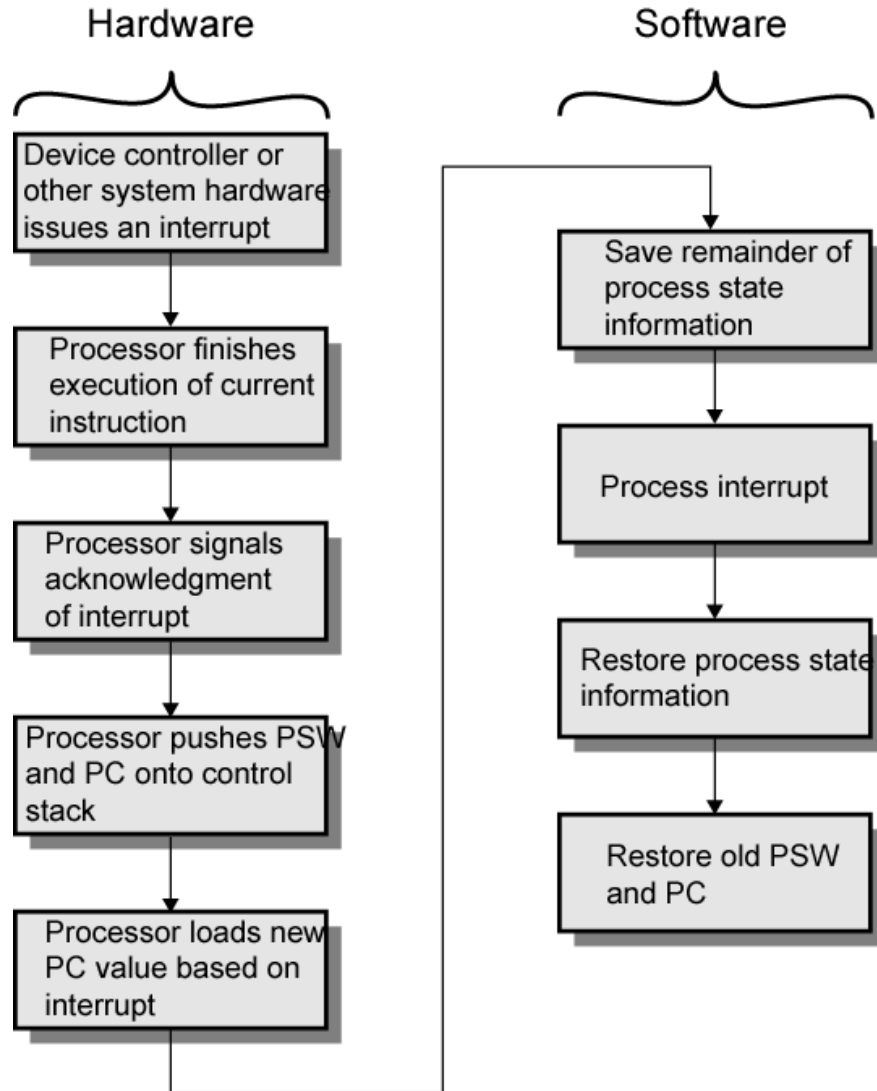 Hardware
Device controller or
other system hardware
issues an interrupt
Processor finishes
execution of current
instruction
Processor signals
acknowledgment
of interrupt
Processor pushes PSW
and PC onto control
stack
Processor loads new
PC value based on
interrupt
Software
Save remainder of
process state
information
Process interrupt
Restore process state
information
Restore old PSW
and PC